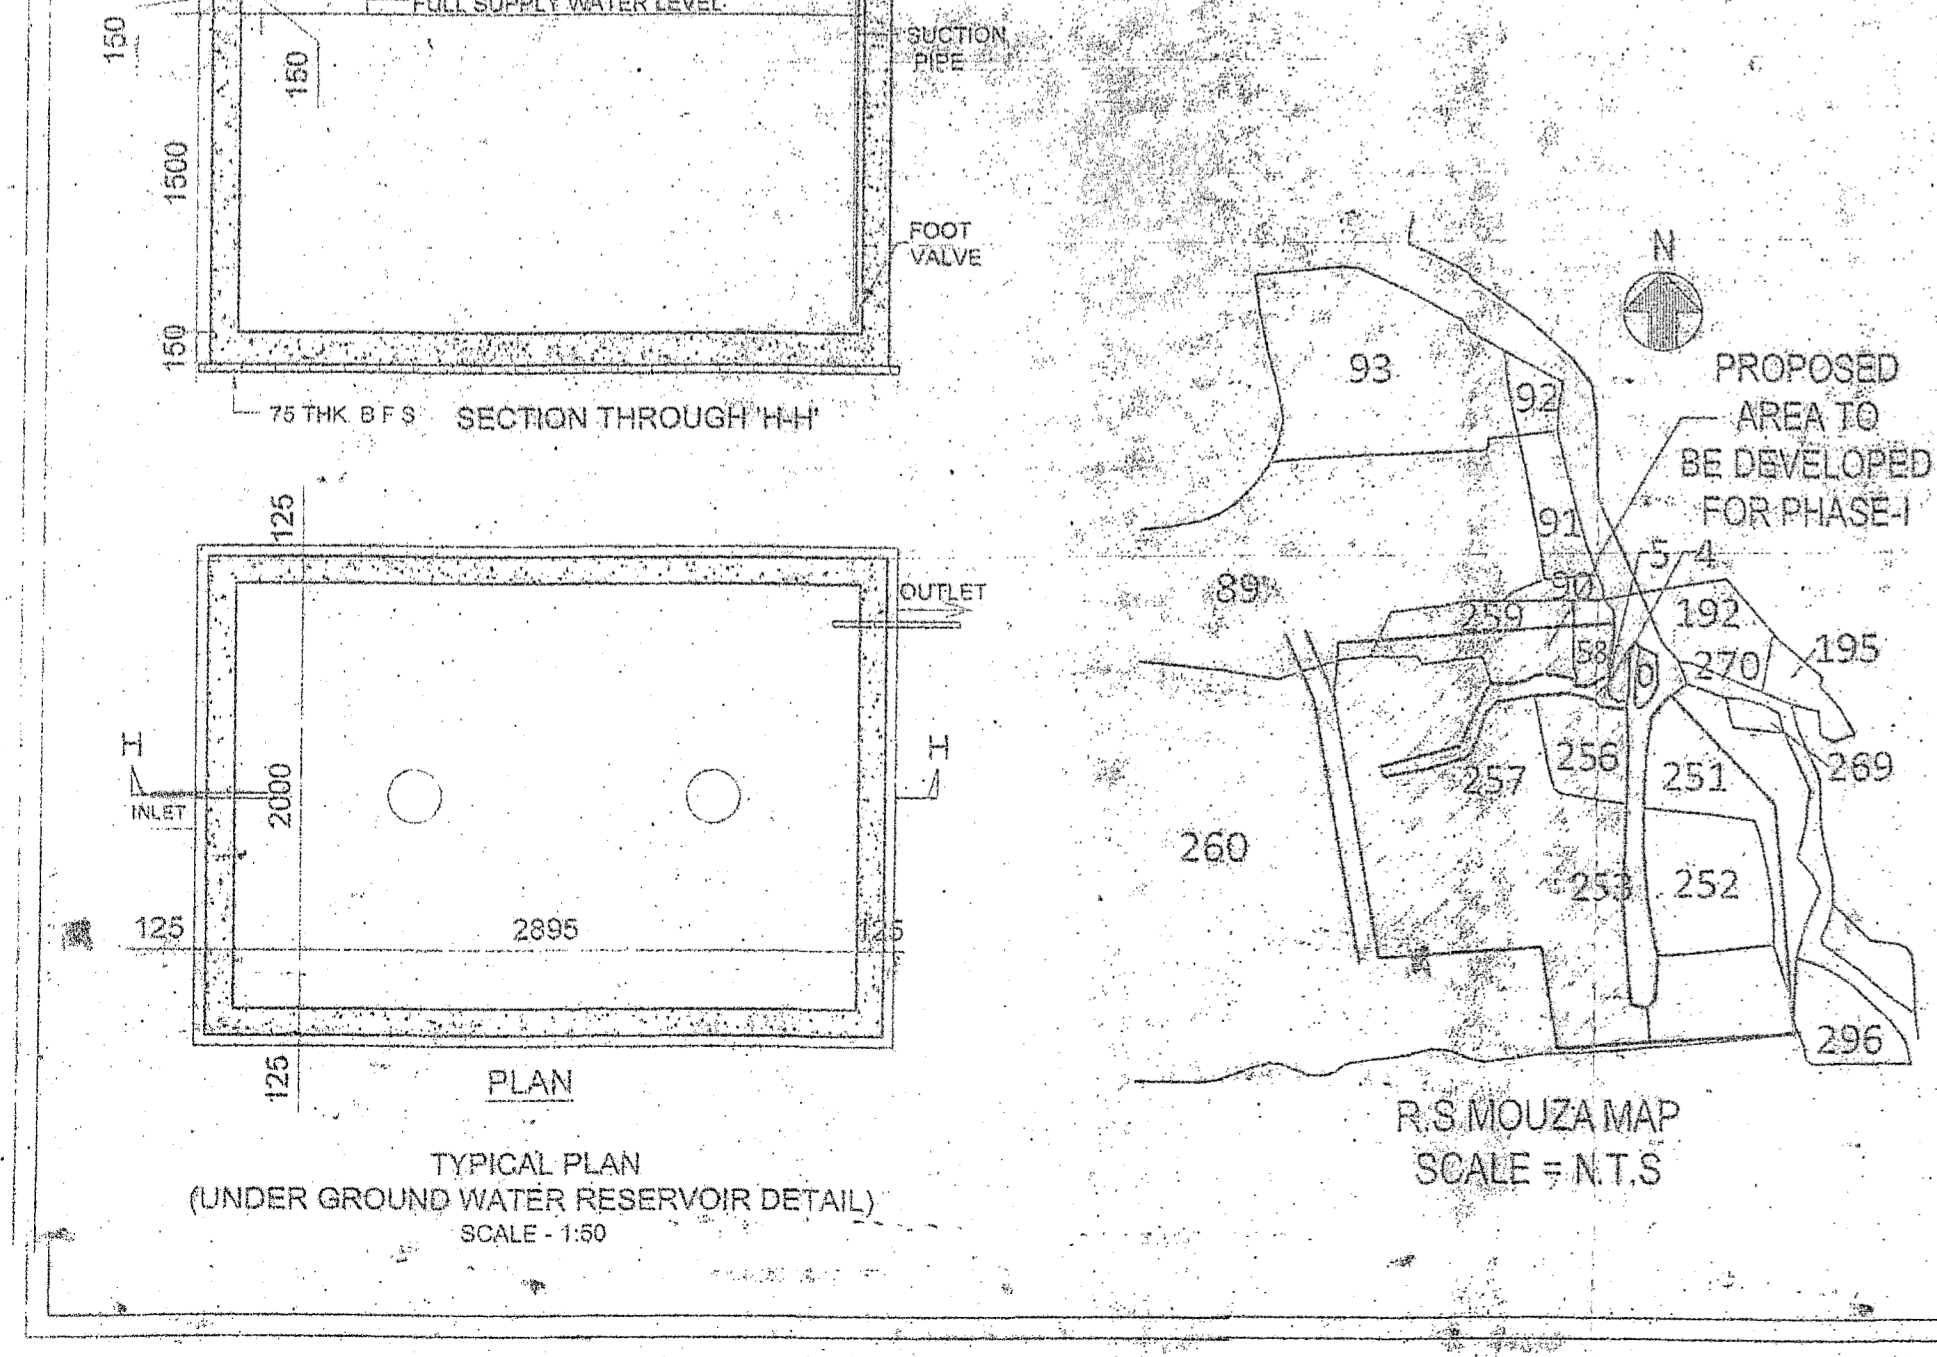 FULL SUPPLY WATER LEVEL
150
150
SUCTION
PIPE
1500
FOOT
VALVE
150
75 THK. B F S
SECTION THROUGH 'H-H'
125
OUTLET
H
H
INLET
2000
125
2895
125
125
PLAN
TYPICAL PLAN
(UNDER GROUND WATER RESERVOIR DETAIL)
SCALE - 1:50
N
PROPOSED
AREA TO
BE DEVELOPED
FOR PHASE-I
93
92
91
5
4
89
90
259
192
58
270
195
256
257
251
269
260
253
252
296
R.S MOUZA MAP
SCALE = N.T.S